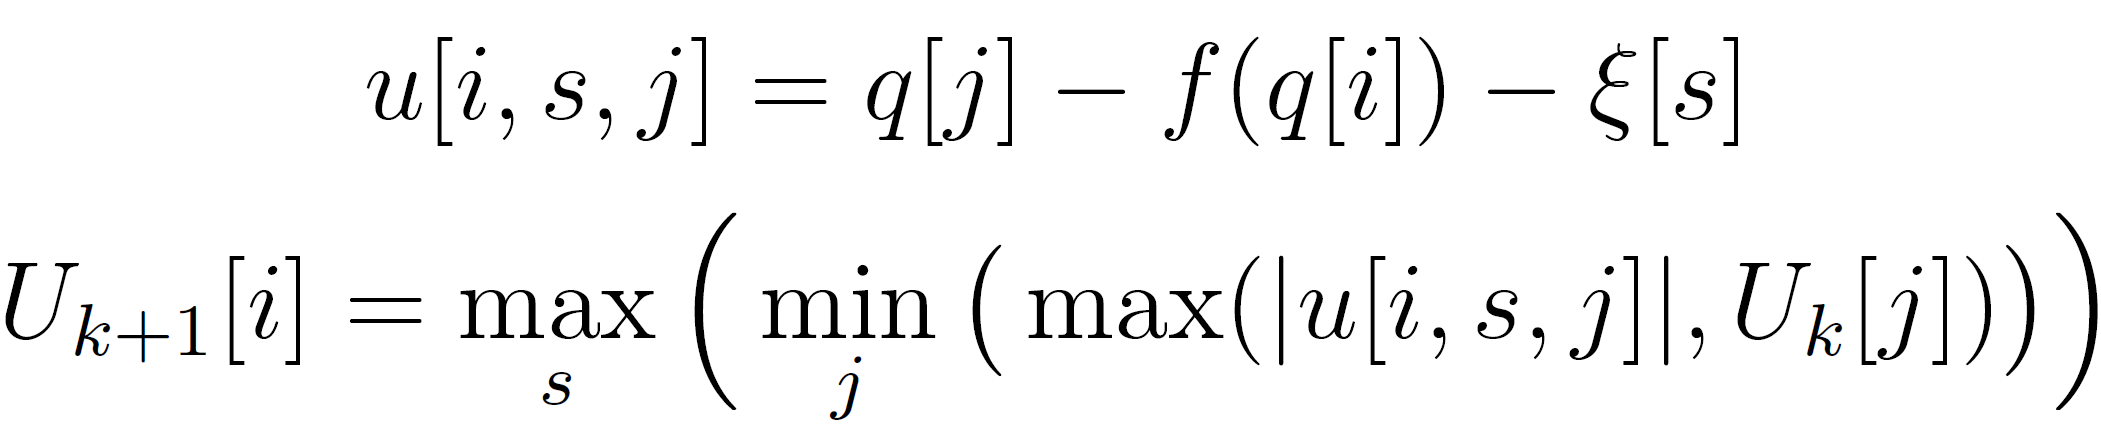 u[i, s, j] = q[j] − f(q[i]) − ξ[s]
U_{k+1}[i] = max_s ( min_j ( max(|u[i, s, j]|, U_k[j])))